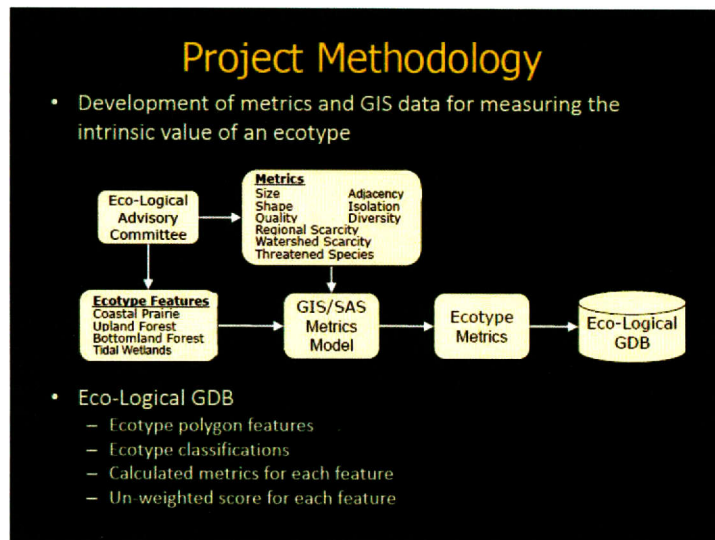 Project Methodology
• Development of metrics and GIS data for measuring the
intrinsic value of an ecotype
Eco-Logical
Advisory
Committee
Metrics
Size Adjacency
Shape Isolation
Quality Diversity
Regional Scarcity
Watershed Scarcity
Threatened Species
Ecotype Features
Coastal Prairie
Upland Forest
Bottomland Forest
Tidal Wetlands
GIS/SAS
Metrics
Model
Ecotype
Metrics
Eco-Logical
GDB
• Eco-Logical GDB
– Ecotype polygon features
– Ecotype classifications
– Calculated metrics for each feature
– Un-weighted score for each feature